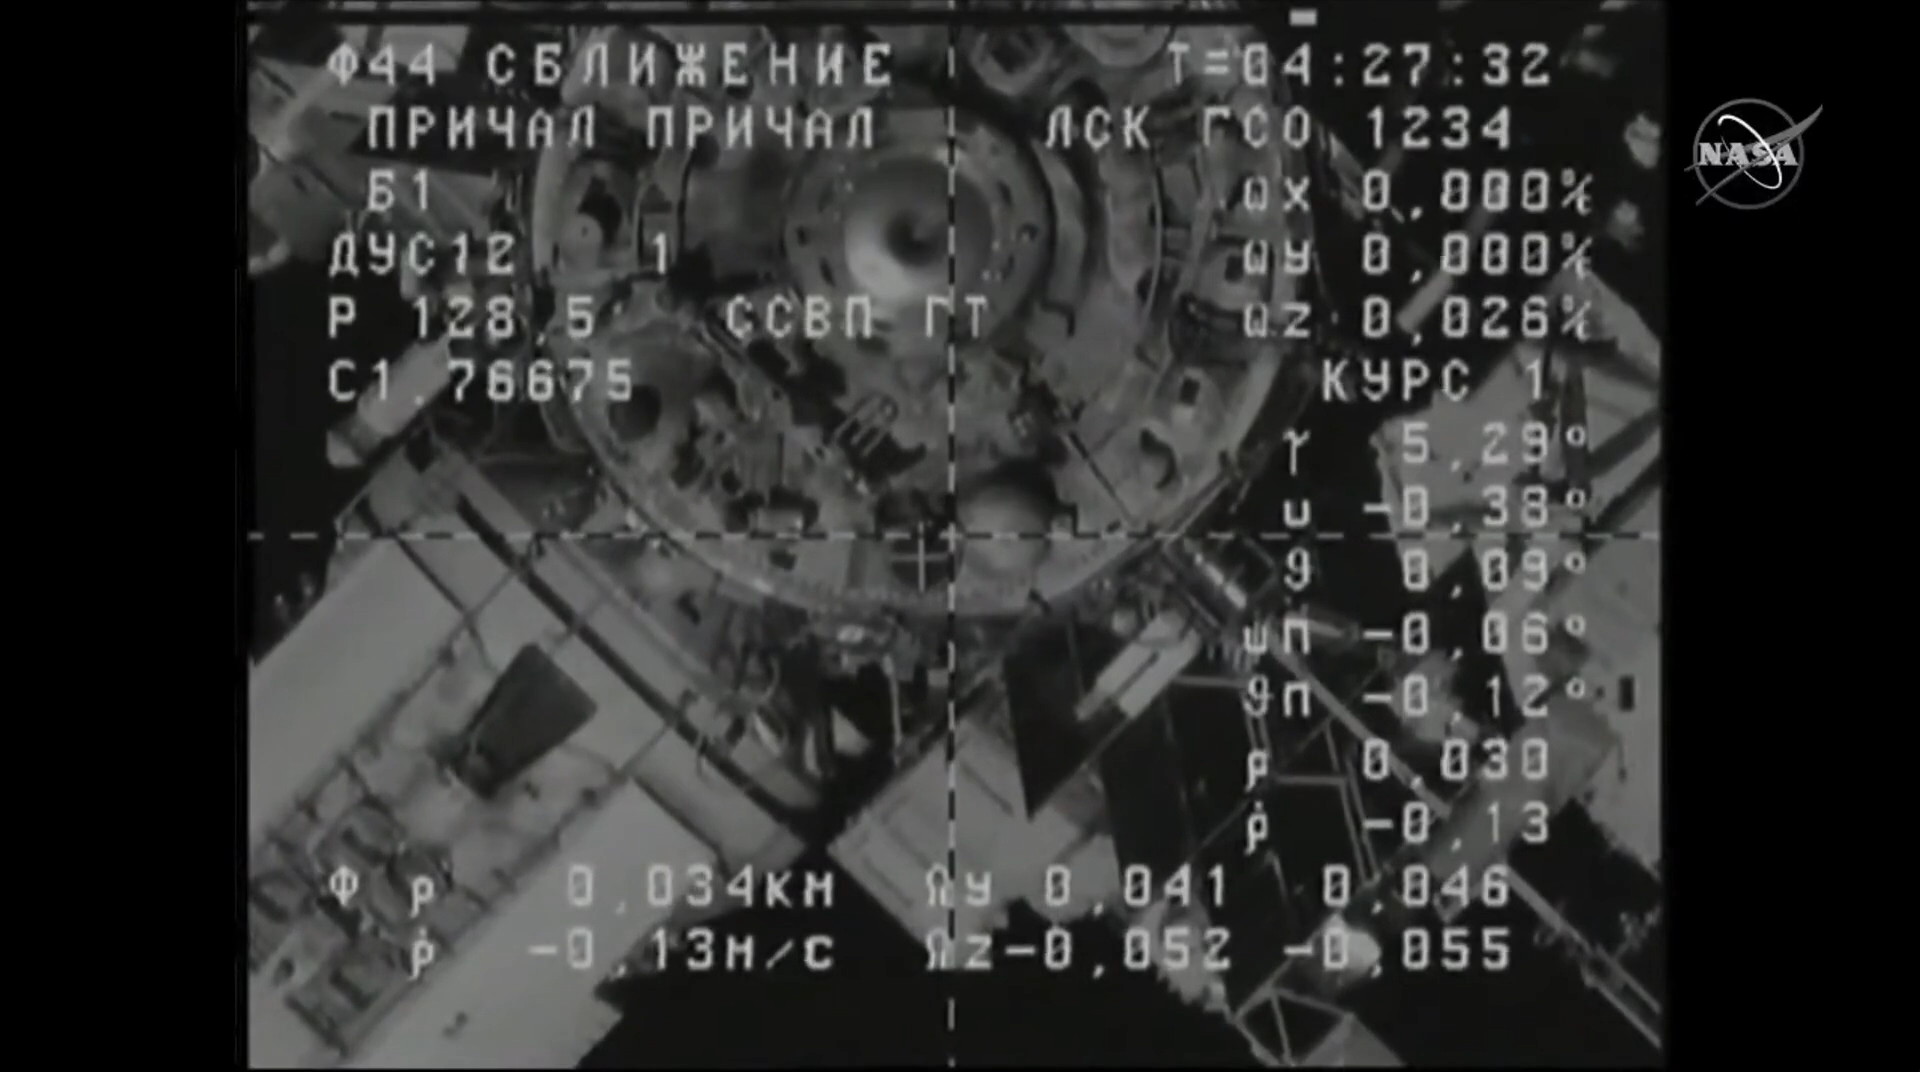 Ф44 СБЛИЖЕНИЕ Т=04:27:32
ПРИЧАЛ ПРИЧАЛ ЛСК ГСО 1234
NASA
Б1 ωx 0,000%
ДУС12 1 ωy 0,000%
Р 128,5 ССВП ГТ ωz 0,026%
С1,76675 КУРС 1
γ 5,29°
ψ -0,38°
ϑ 0,09°
ψп -0,06°
ϑп -0,12°
ρ 0,030
ρ̇ -0,13
Ф ρ 0,034км Ωy 0,041 0,046
ρ̇ -0,13м/с Ωz-0,052 -0,055